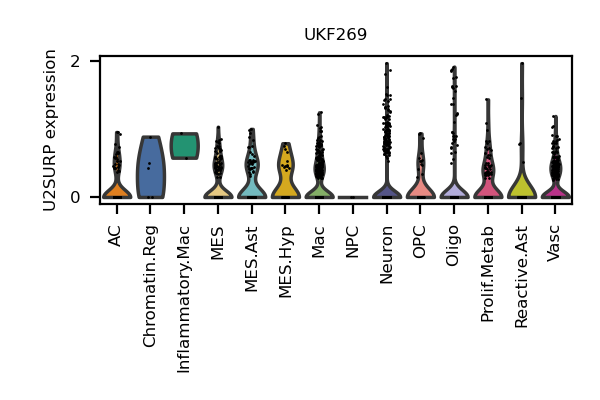 UKF269
U2SURP expression
2
0
AC
Chromatin.Reg
Inflammatory.Mac
MES
MES.Ast
MES.Hyp
Mac
NPC
Neuron
OPC
Oligo
Prolif.Metab
Reactive.Ast
Vasc